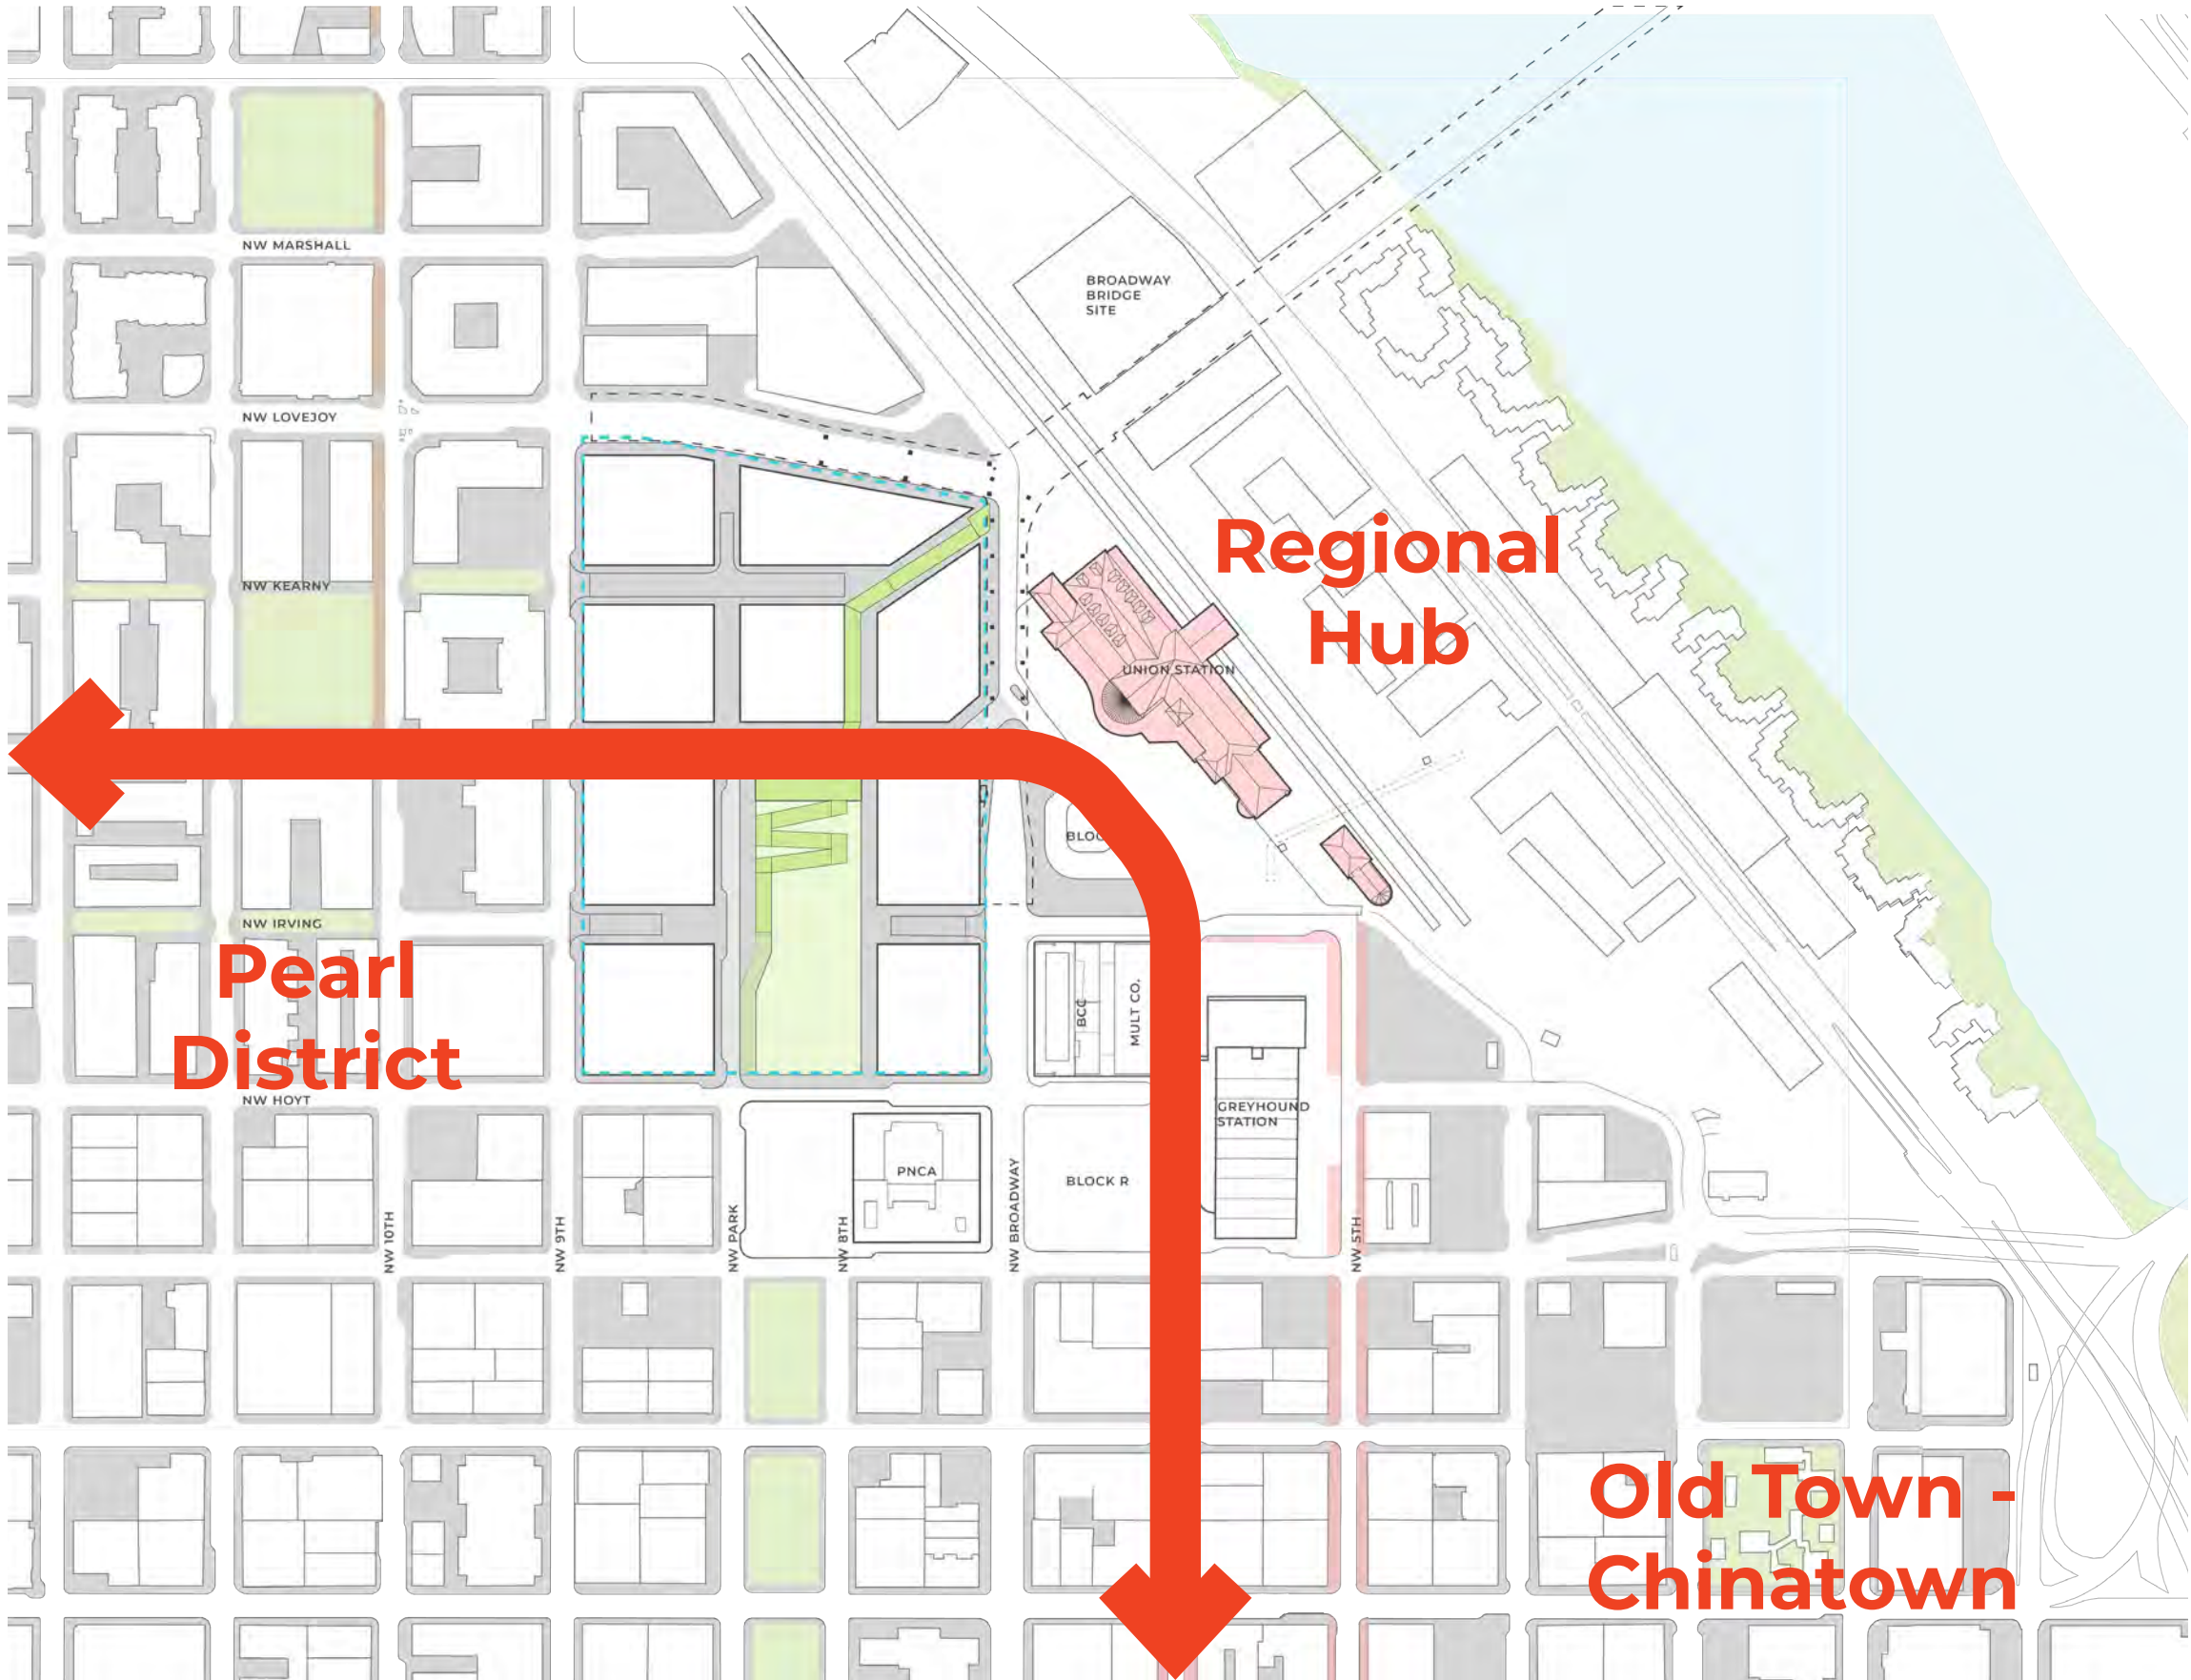 NW MARSHALL
BROADWAY
BRIDGE
SITE
NW LOVEJOY
Regional
Hub
NW KEARNY
UNION STATION
BLOC
NW IRVING
Pearl
District
BCC
MULT CO.
NW HOYT
GREYHOUND
STATION
PNCA
BLOCK R
NW 10TH
NW 9TH
NW PARK
NW 8TH
NW BROADWAY
NW 5TH
Old Town -
Chinatown